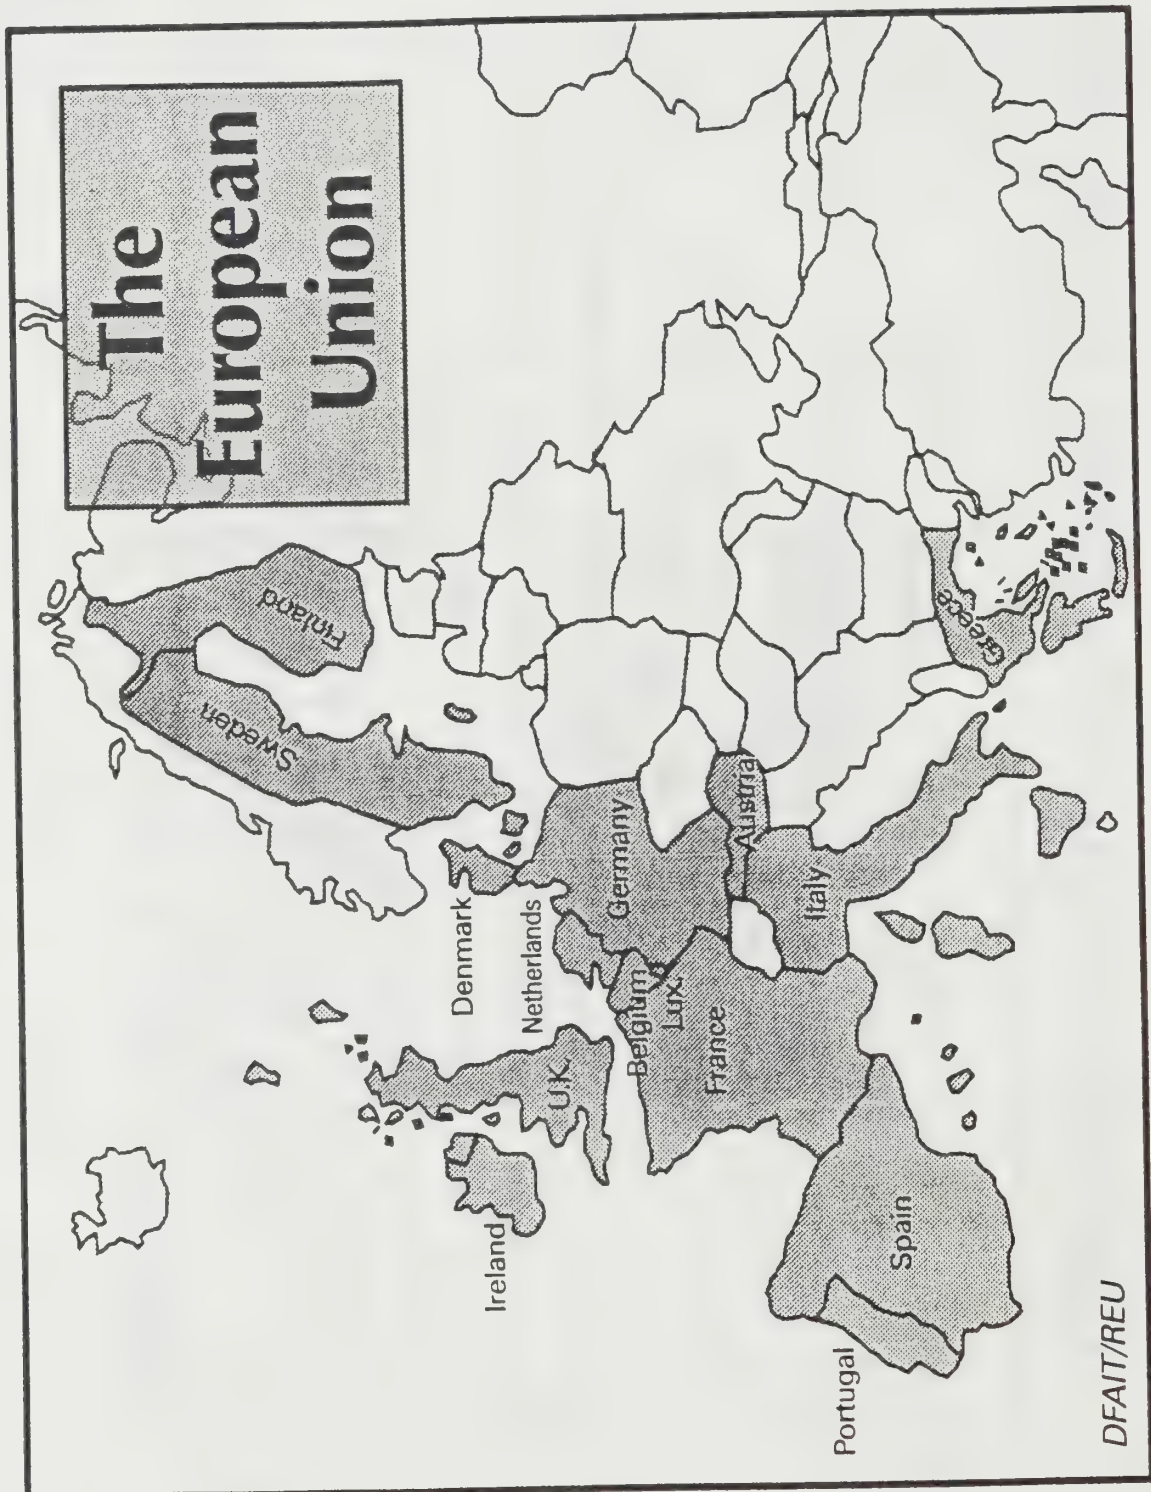 The
European
Union
Finland
Sweden
Denmark
Netherlands
Ireland
U.K.
Belgium
Lux.
Germany
France
Austria
Italy
Greece
Spain
Portugal
DFAIT/REU